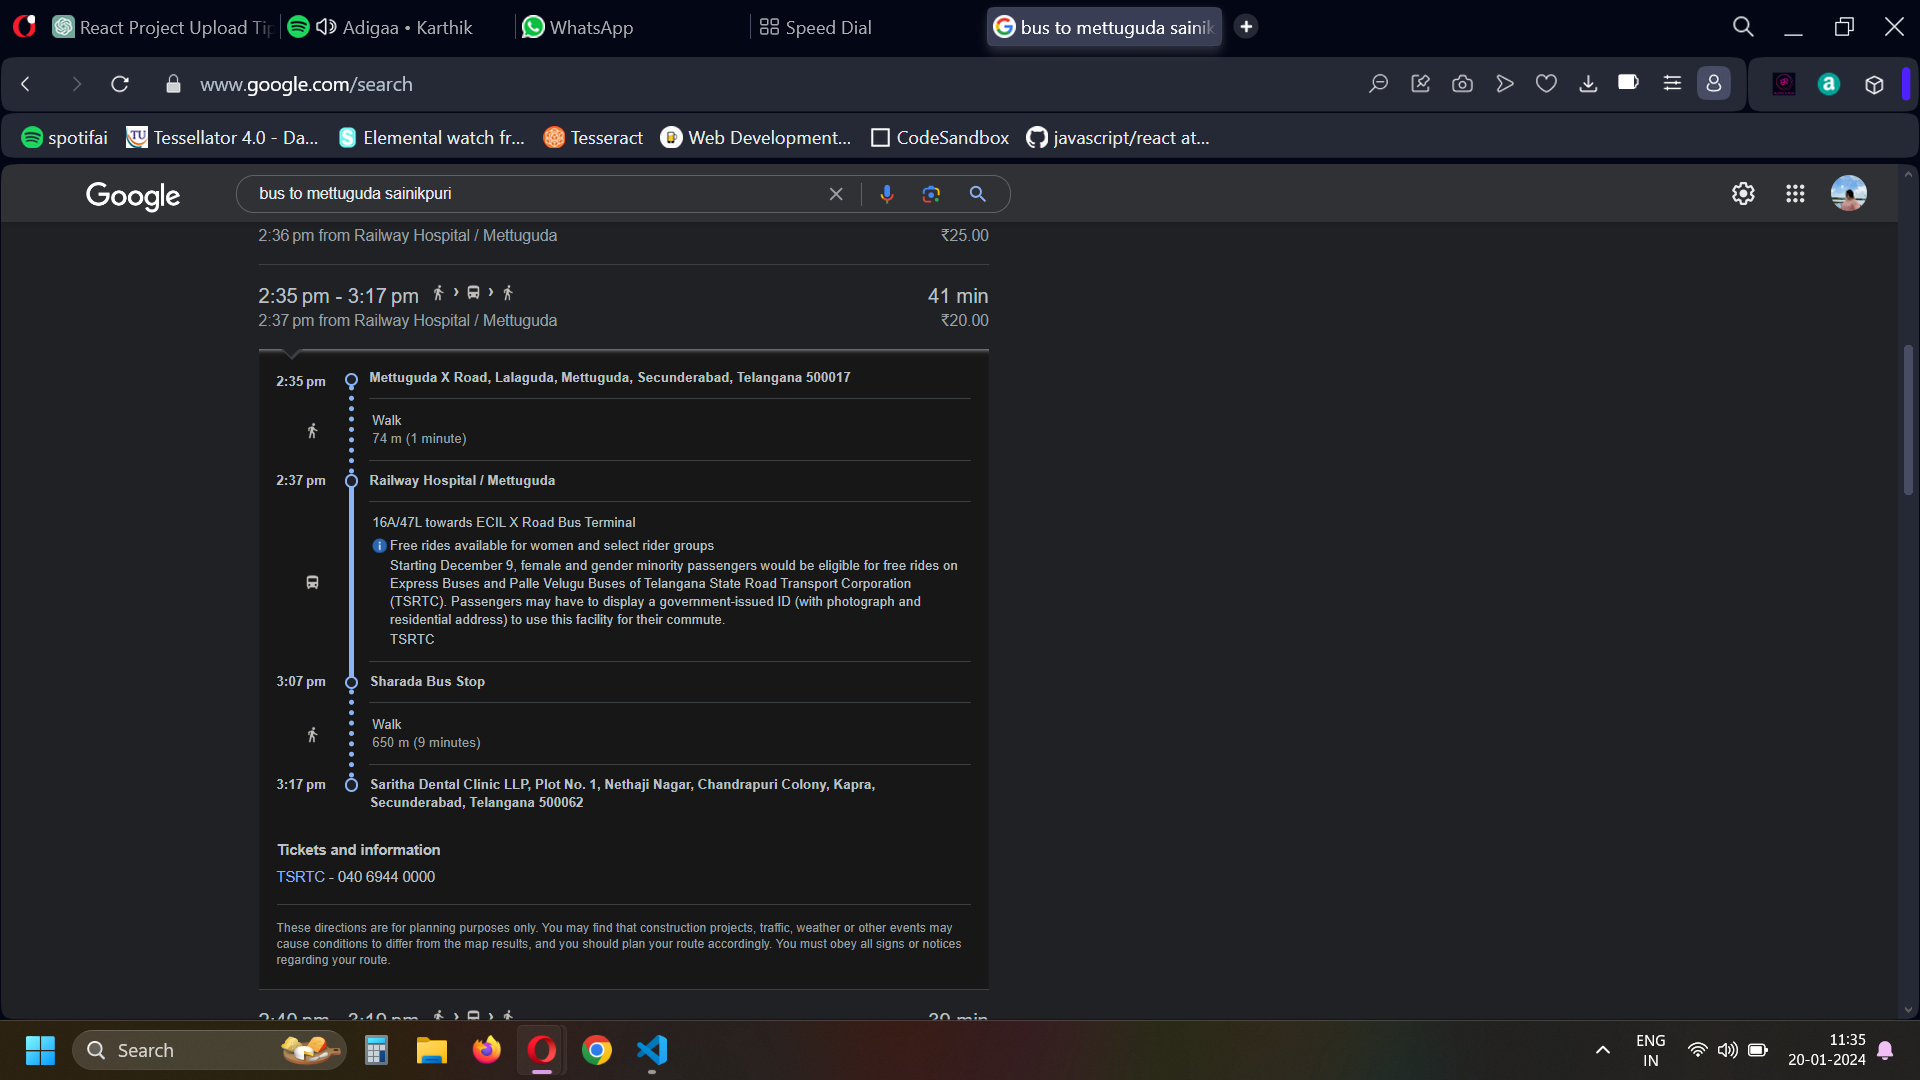 React Project Upload Tip
Adigaa • Karthik
WhatsApp
Speed Dial
bus to mettuguda sainik
www.google.com/search
spotifai
Tessellator 4.0 - Da...
Elemental watch fr...
Tesseract
Web Development...
CodeSandbox
javascript/react at...
Google
bus to mettuguda sainikpuri
2:36 pm from Railway Hospital / Mettuguda ₹25.00
2:35 pm - 3:17 pm 41 min
2:37 pm from Railway Hospital / Mettuguda ₹20.00
2:35 pm Mettuguda X Road, Lalaguda, Mettuguda, Secunderabad, Telangana 500017
Walk
74 m (1 minute)
2:37 pm Railway Hospital / Mettuguda
16A/47L towards ECIL X Road Bus Terminal
Free rides available for women and select rider groups
Starting December 9, female and gender minority passengers would be eligible for free rides on
Express Buses and Palle Velugu Buses of Telangana State Road Transport Corporation
(TSRTC). Passengers may have to display a government-issued ID (with photograph and
residential address) to use this facility for their commute.
TSRTC
3:07 pm Sharada Bus Stop
Walk
650 m (9 minutes)
3:17 pm Saritha Dental Clinic LLP, Plot No. 1, Nethaji Nagar, Chandrapuri Colony, Kapra,
Secunderabad, Telangana 500062
Tickets and information
TSRTC - 040 6944 0000
These directions are for planning purposes only. You may find that construction projects, traffic, weather or other events may
cause conditions to differ from the map results, and you should plan your route accordingly. You must obey all signs or notices
regarding your route.
2:40 pm - 3:19 pm 39 min
Search
ENG
IN
11:35
20-01-2024